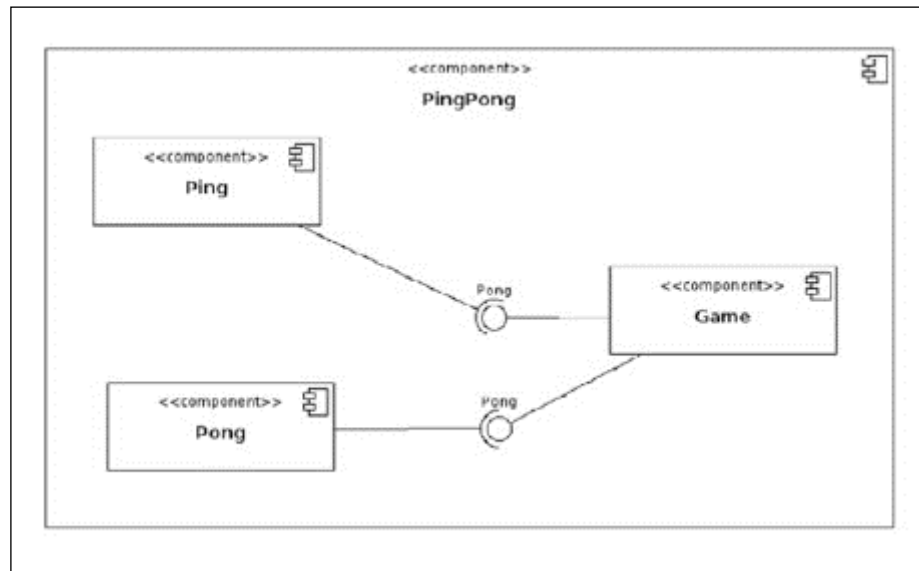 <<component>>
PingPong
<<component>>
Ping
Pong
<<component>>
Game
Pong
<<component>>
Pong